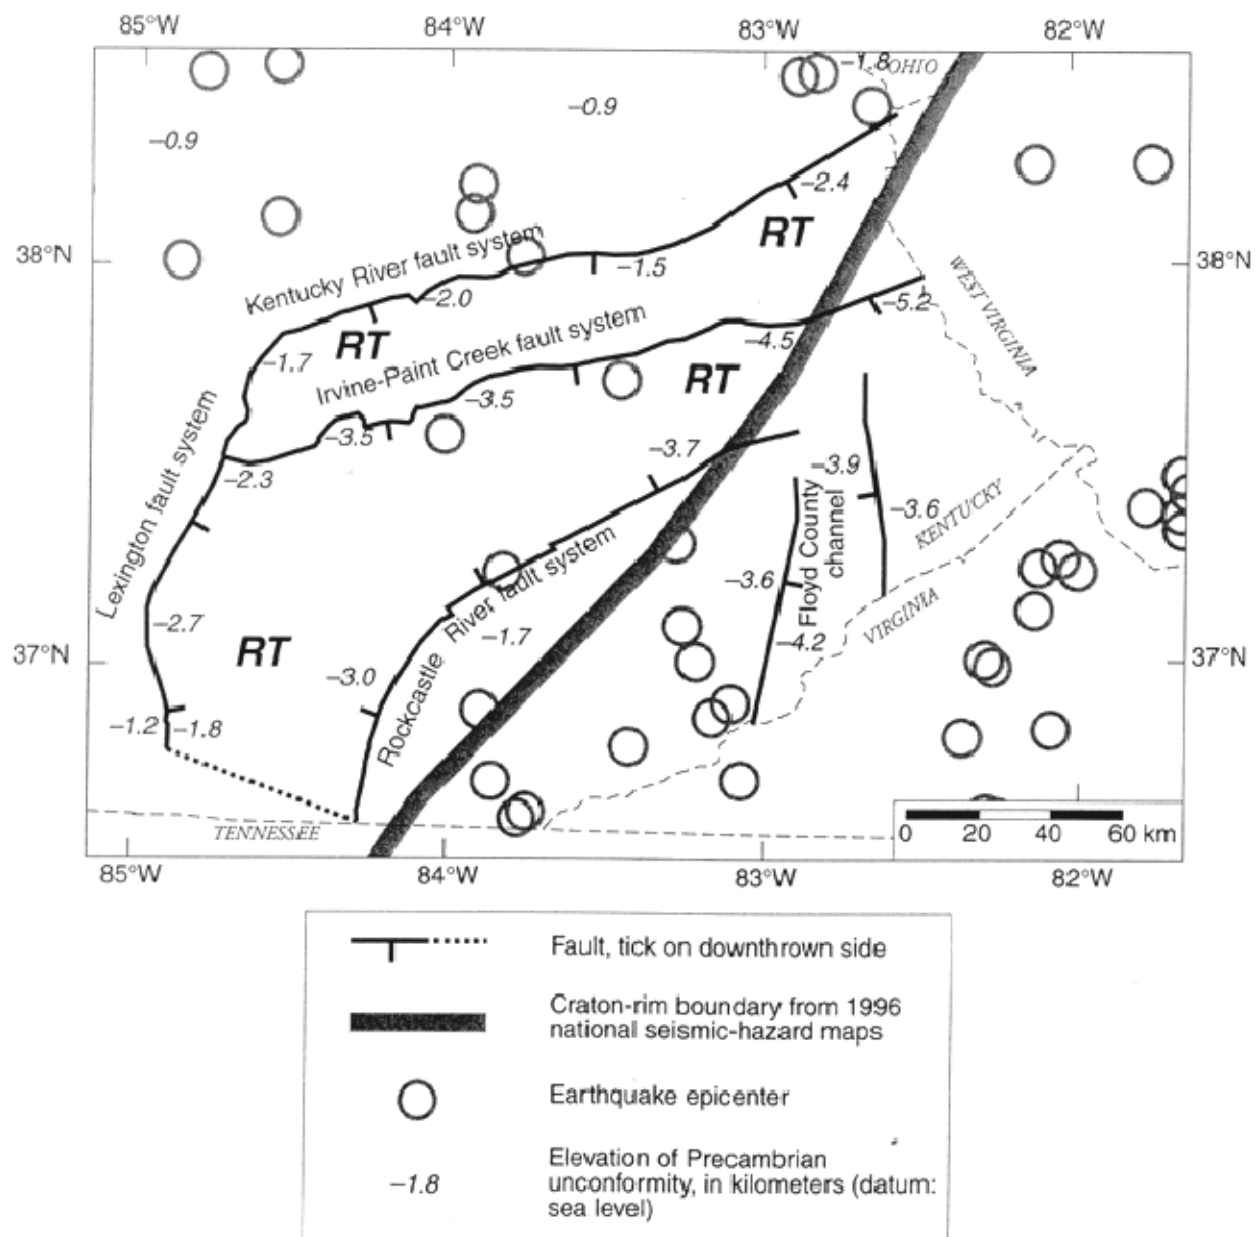 85°W 84°W 83°W 82°W
−1.8 OHIO
−0.9
−0.9
−2.4
RT
38°N 38°N
Kentucky River fault system
−1.5
−2.0
WEST VIRGINIA
−5.2
RT
Irvine-Paint Creek fault system
−4.5
−1.7
RT
−3.5
−3.5
−3.7
−2.3
−3.9
Lexington fault system
−3.6
KENTUCKY
Floyd County
channel
−3.6
Rockcastle River fault system
−1.7
−2.7
−4.2
VIRGINIA
RT
37°N 37°N
−3.0
−1.2 −1.8
TENNESSEE
0 20 40 60 km
85°W 84°W 83°W 82°W
Fault, tick on downthrown side
Craton-rim boundary from 1996
national seismic-hazard maps
Earthquake epicenter
−1.8
Elevation of Precambrian
unconformity, in kilometers (datum:
sea level)